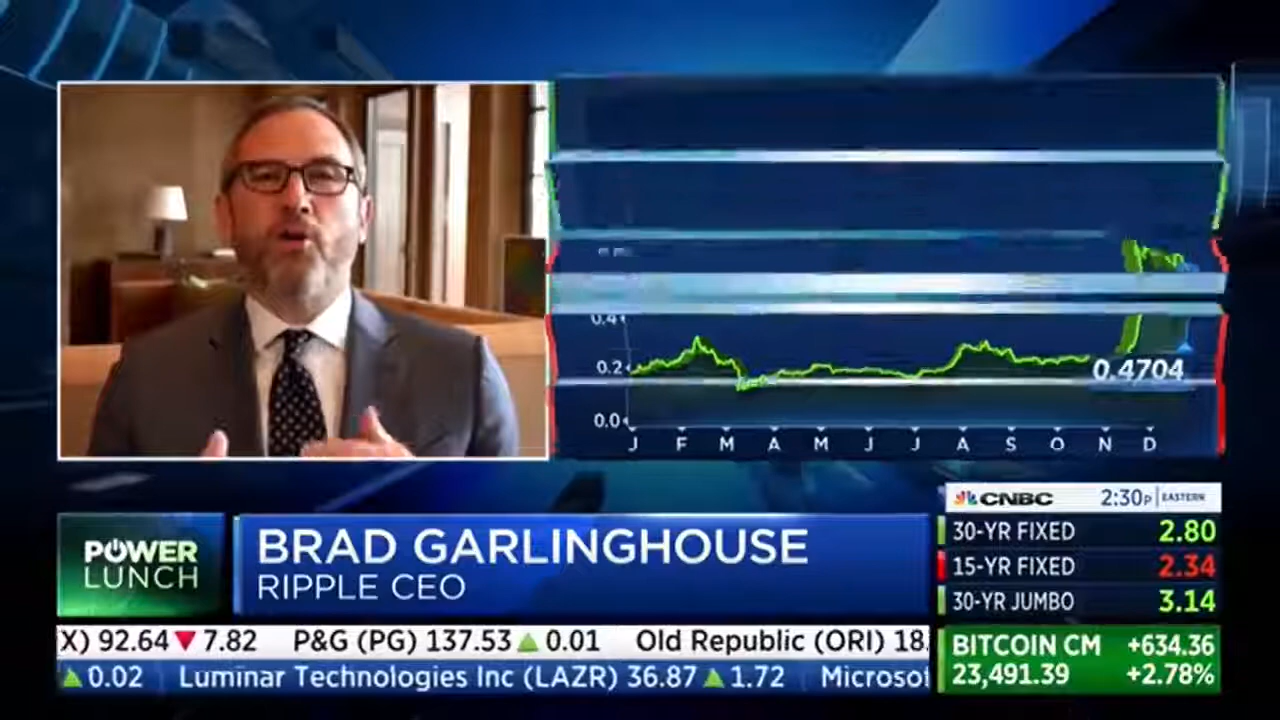 0.4
0.2
0.0
0.4704
J F M A M J J A S O N D
CNBC 2:30P EASTERN
POWER LUNCH
BRAD GARLINGHOUSE
RIPPLE CEO
30-YR FIXED 2.80
15-YR FIXED 2.34
30-YR JUMBO 3.14
X) 92.64 ▼ 7.82 P&G (PG) 137.53 ▲ 0.01 Old Republic (ORI) 18.
▲ 0.02 Luminar Technologies Inc (LAZR) 36.87 ▲ 1.72 Microsof
BITCOIN CM +634.36
23,491.39 +2.78%